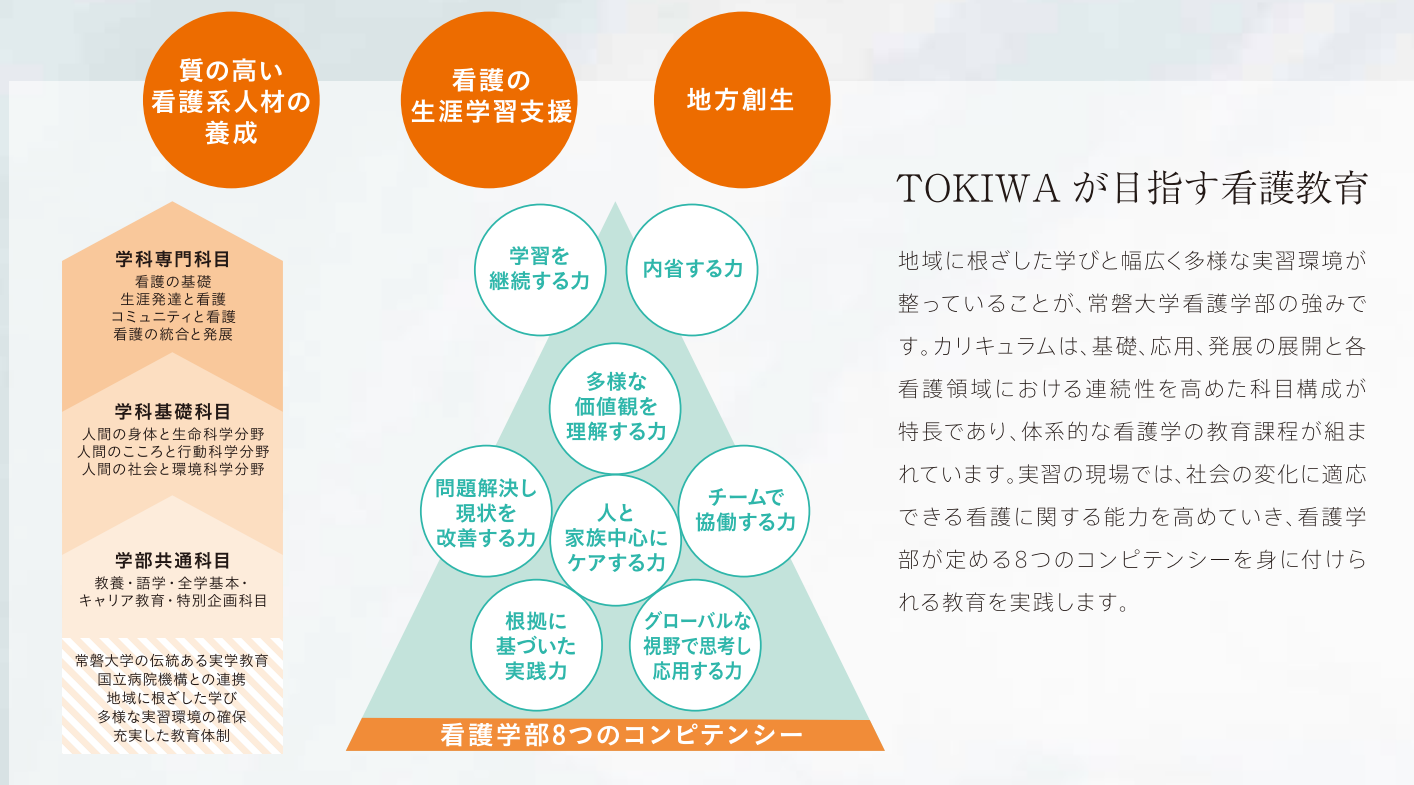 質の高い
看護系人材の
養成
看護の
生涯学習支援
地方創生
学科専門科目
看護の基礎
生涯発達と看護
コミュニティと看護
看護の統合と発展
学科基礎科目
人間の身体と生命科学分野
人間のこころと行動科学分野
人間の社会と環境科学分野
学部共通科目
教養・語学・全学基本・
キャリア教育・特別企画科目
常磐大学の伝統ある実学教育
国立病院機構との連携
地域に根ざした学び
多様な実習環境の確保
充実した教育体制
学習を
継続する力
内省する力
多様な
価値観を
理解する力
問題解決し
現状を
改善する力
人と
家族中心に
ケアする力
チームで
協働する力
根拠に
基づいた
実践力
グローバルな
視野で思考し
応用する力
看護学部8つのコンピテンシー
TOKIWA が目指す看護教育
地域に根ざした学びと幅広く多様な実習環境が
整っていることが、常磐大学看護学部の強みで
す。カリキュラムは、基礎、応用、発展の展開と各
看護領域における連続性を高めた科目構成が
特長であり、体系的な看護学の教育課程が組ま
れています。実習の現場では、社会の変化に適応
できる看護に関する能力を高めていき、看護学
部が定める8つのコンピテンシーを身に付けら
れる教育を実践します。